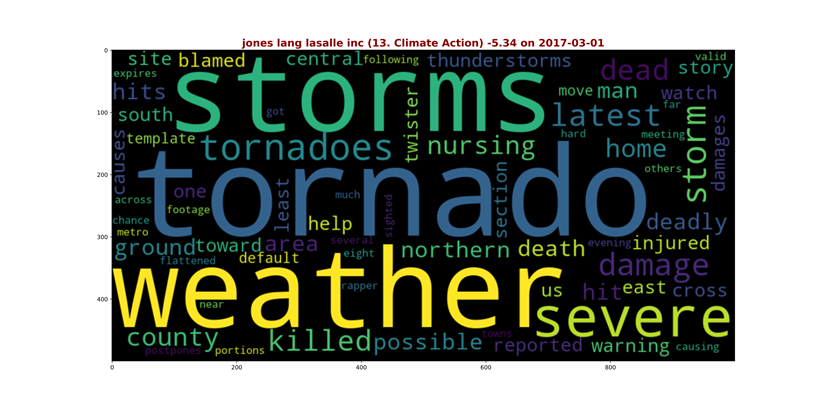 jones lang lasalle inc (13. Climate Action) -5.34 on 2017-03-01
0
100
200
300
400
0
200
400
600
800
site blamed central following thunderstorms valid
expires storms dead story
hits move man watch
south got twister latest far
template hard meeting storm damages
causes tornadoes nursing home others
tornado
across one least much section
chance footage sighted deadly
metro help
ground toward area several northern death evening injured
flattened default eight damage
weather rapper us hit east cross
near severe
county killed possible towns reported warning causing
postpones portions